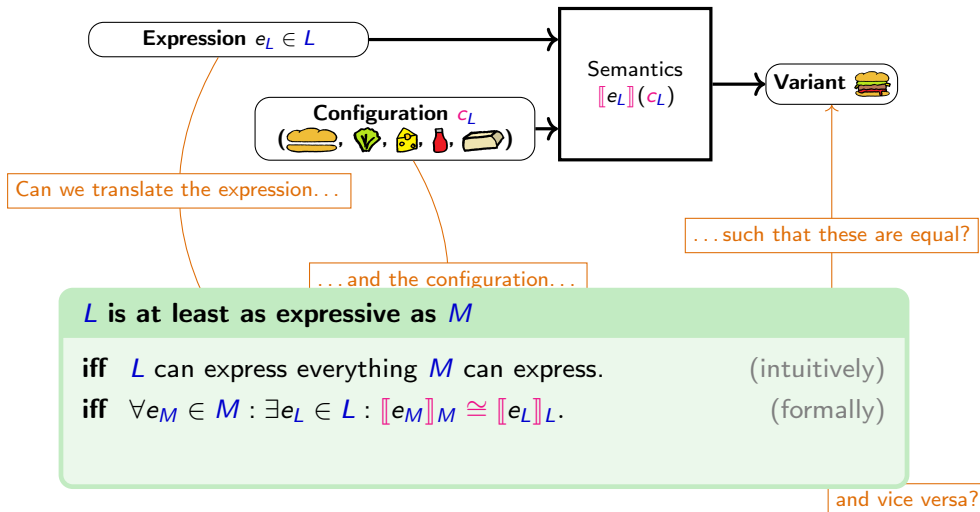 Expression e_L ∈ L
Semantics
⟦e_L⟧(c_L)
Variant
Configuration c_L
( , , , , )
Can we translate the expression…
…such that these are equal?
…and the configuration…
L is at least as expressive as M
iff L can express everything M can express. (intuitively)
iff ∀e_M ∈ M : ∃e_L ∈ L : ⟦e_M⟧_M ≅ ⟦e_L⟧_L. (formally)
and vice versa?